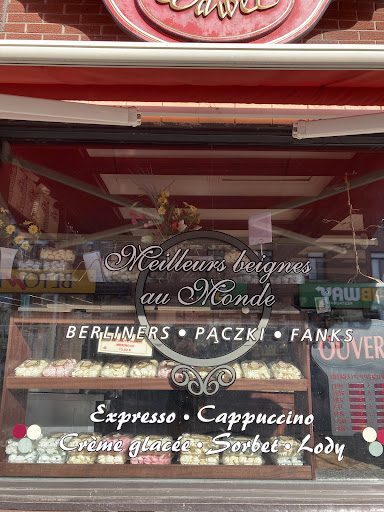 Meilleurs beignes
au Monde
BERLINERS • PĄCZKI • FANKS
OUVER
Expresso • Cappuccino
Crème glacée • Sorbet • Lody